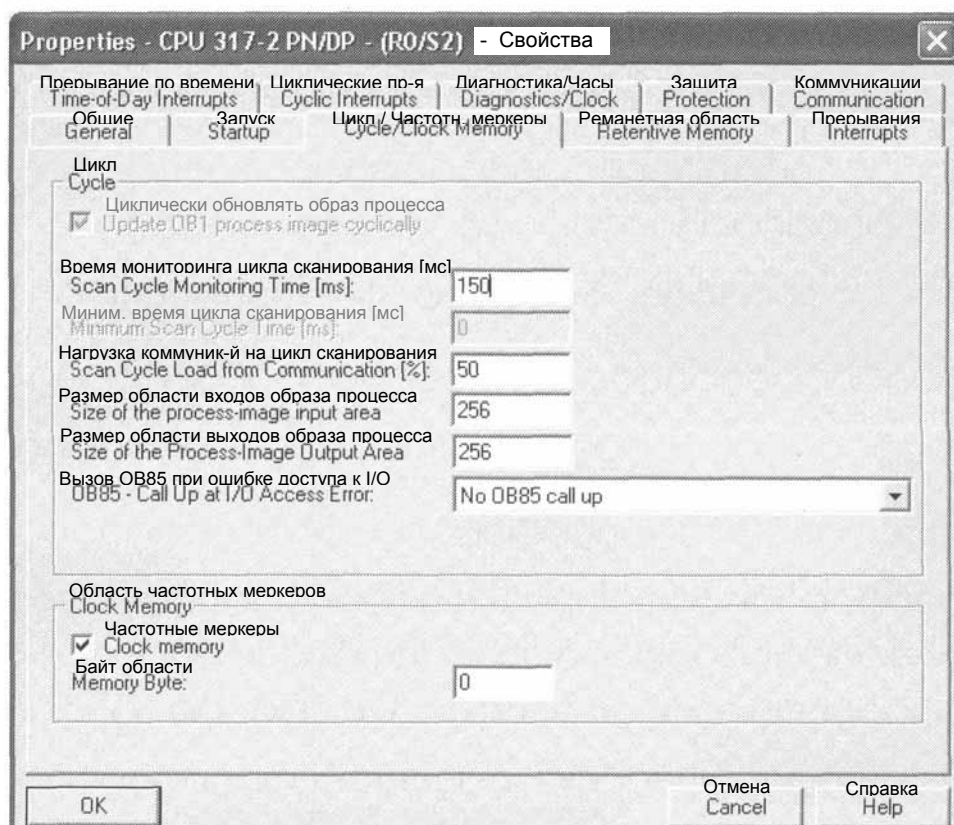 Properties - CPU 317-2 PN/DP - (R0/S2) - Свойства
Прерывание по времени Циклические пр-я Диагностика/Часы Защита Коммуникации
Time-of-Day Interrupts Cyclic Interrupts Diagnostics/Clock Protection Communication
Общие Запуск Цикл / Частотн. меркеры Реманетная область Прерывания
General Startup Cycle/Clock Memory Retentive Memory Interrupts
Цикл
Cycle
Циклически обновлять образ процесса
Update OB1 process image cyclically
Время мониторинга цикла сканирования [мс]
Scan Cycle Monitoring Time [ms]: 150
Миним. время цикла сканирования [мс]
Minimum Scan Cycle Time [ms]: 0
Нагрузка коммуник-й на цикл сканирования
Scan Cycle Load from Communication [%]: 50
Размер области входов образа процесса
Size of the process-image input area 256
Размер области выходов образа процесса
Size of the Process-Image Output Area 256
Вызов OB85 при ошибке доступа к I/O
OB85 - Call Up at I/O Access Error: No OB85 call up
Область частотных меркеров
Clock Memory
Частотные меркеры
Clock memory
Байт области
Memory Byte: 0
Отмена Справка
OK Cancel Help